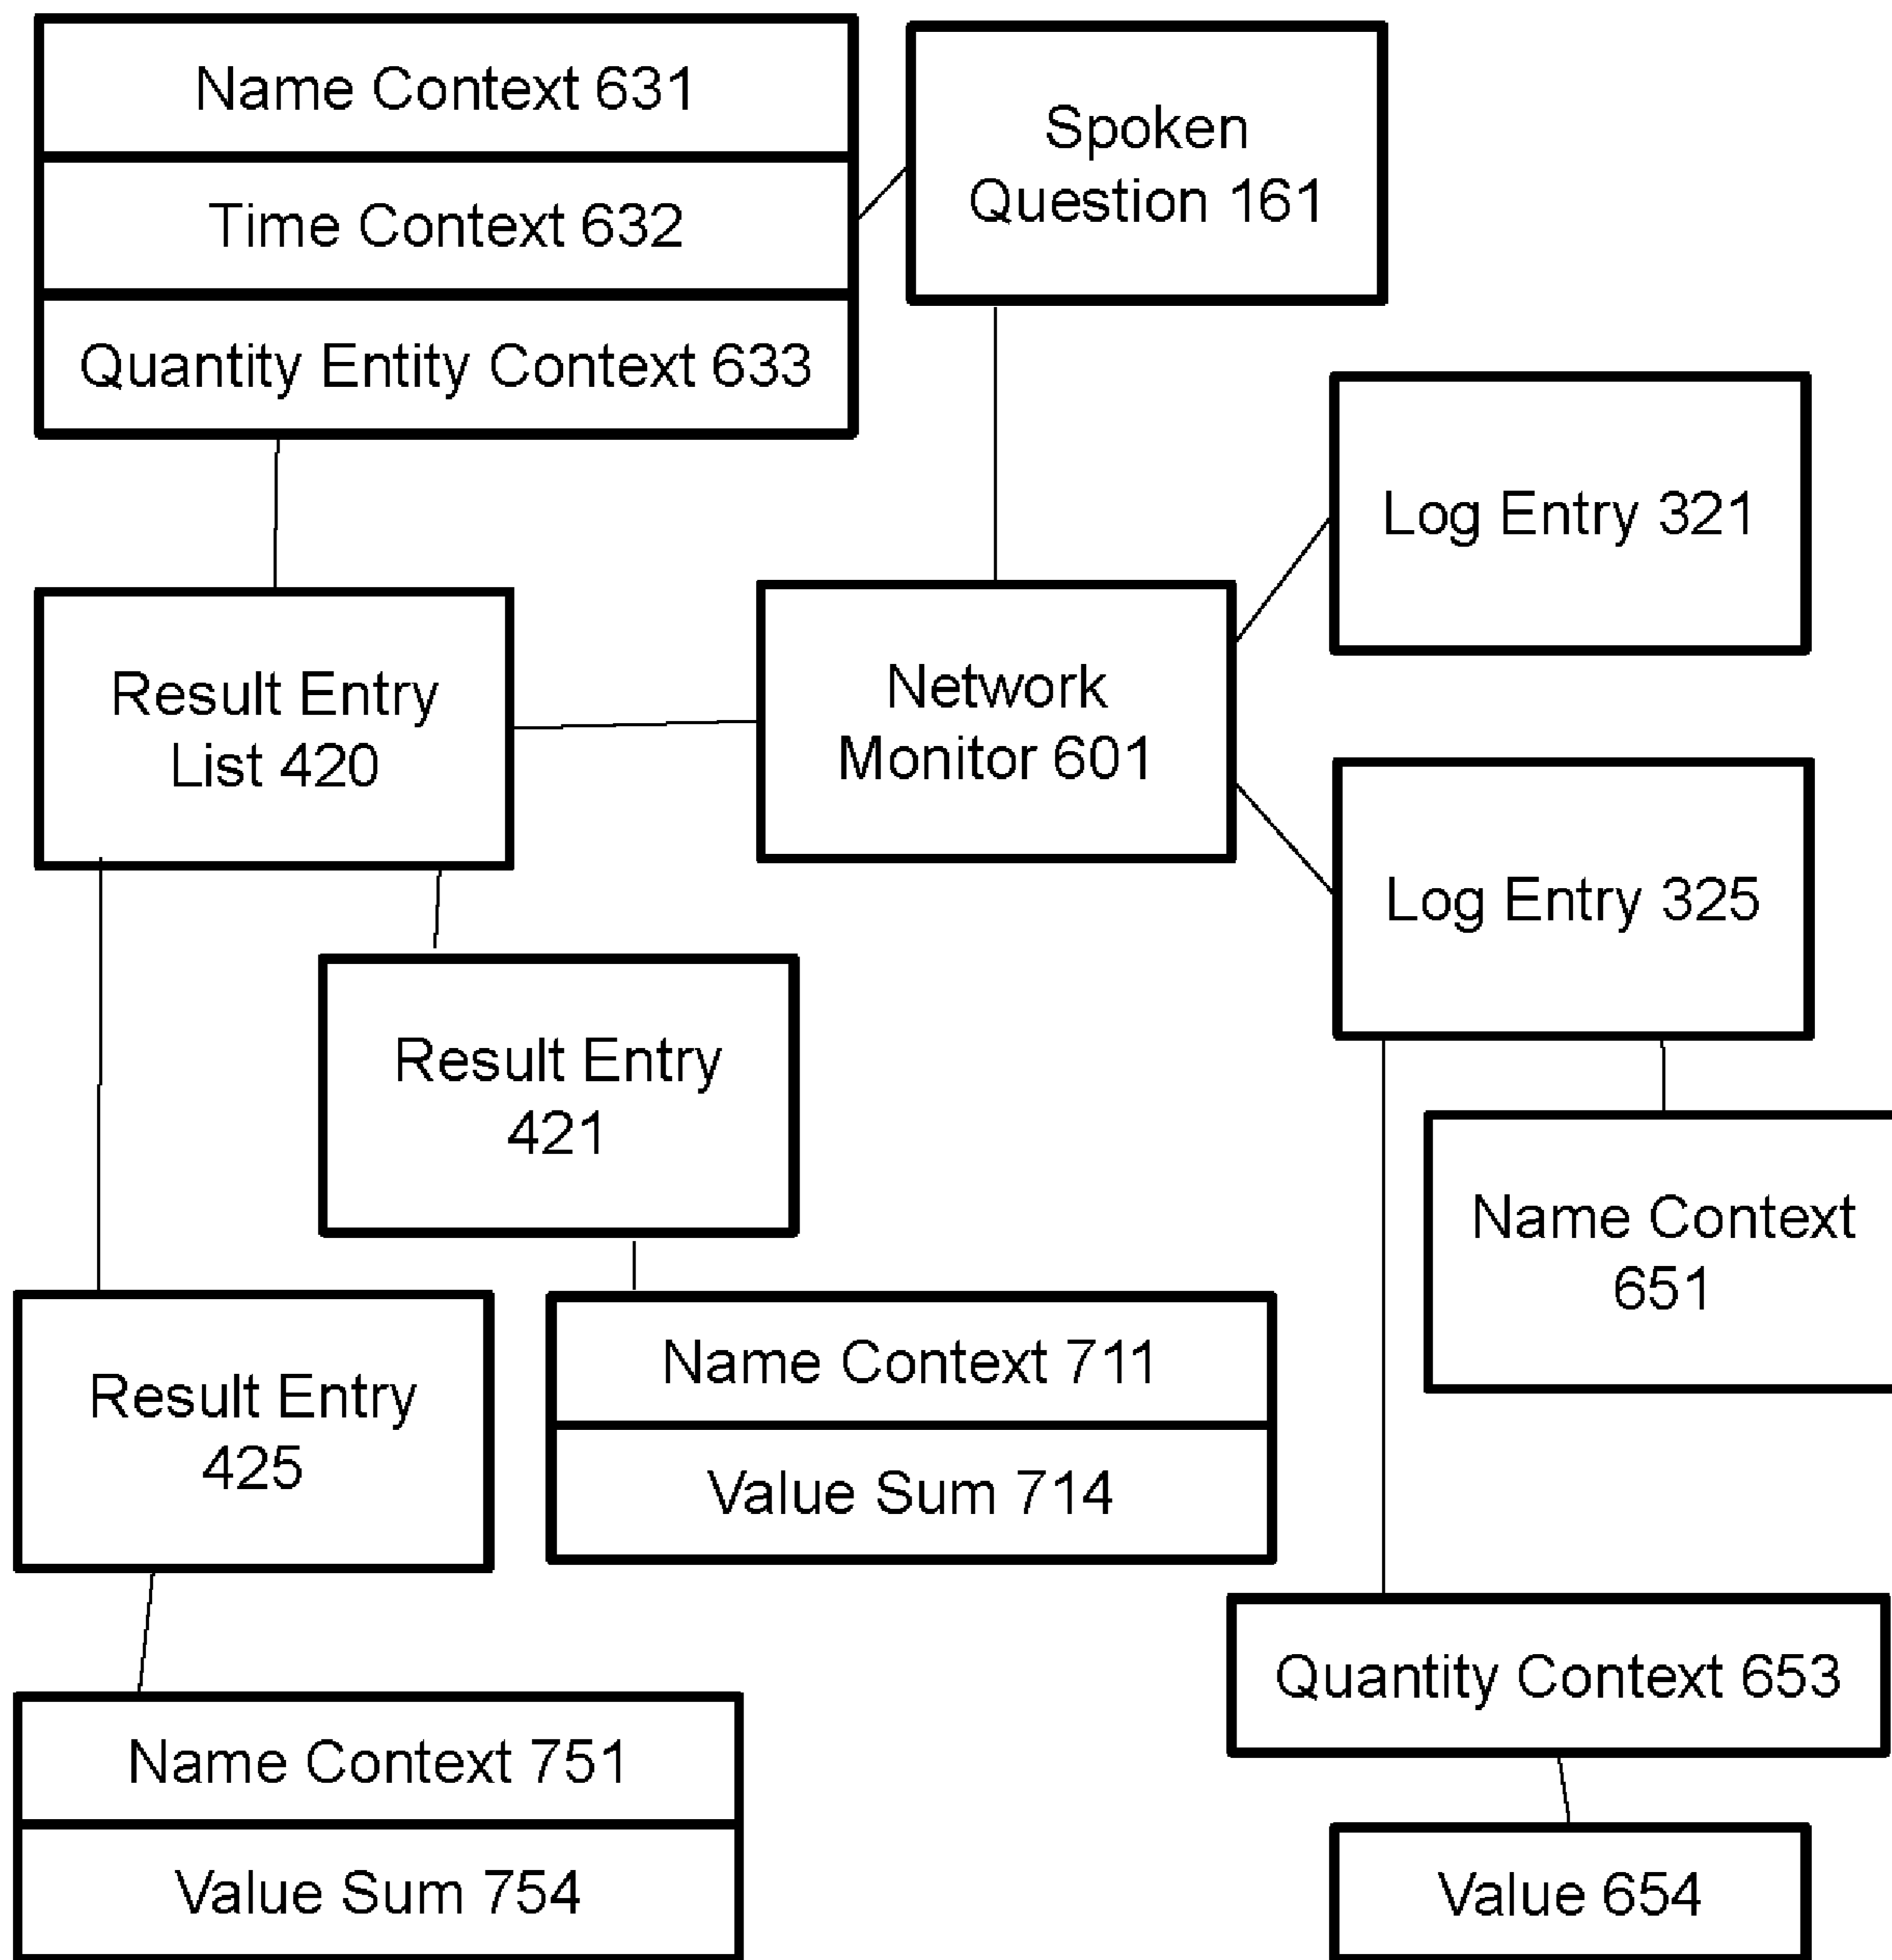 Name Context 631
Time Context 632
Quantity Entity Context 633
Spoken
Question 161
Log Entry 321
Result Entry
List 420
Network
Monitor 601
Log Entry 325
Result Entry
421
Name Context
651
Result Entry
425
Name Context 711
Value Sum 714
Quantity Context 653
Name Context 751
Value Sum 754
Value 654